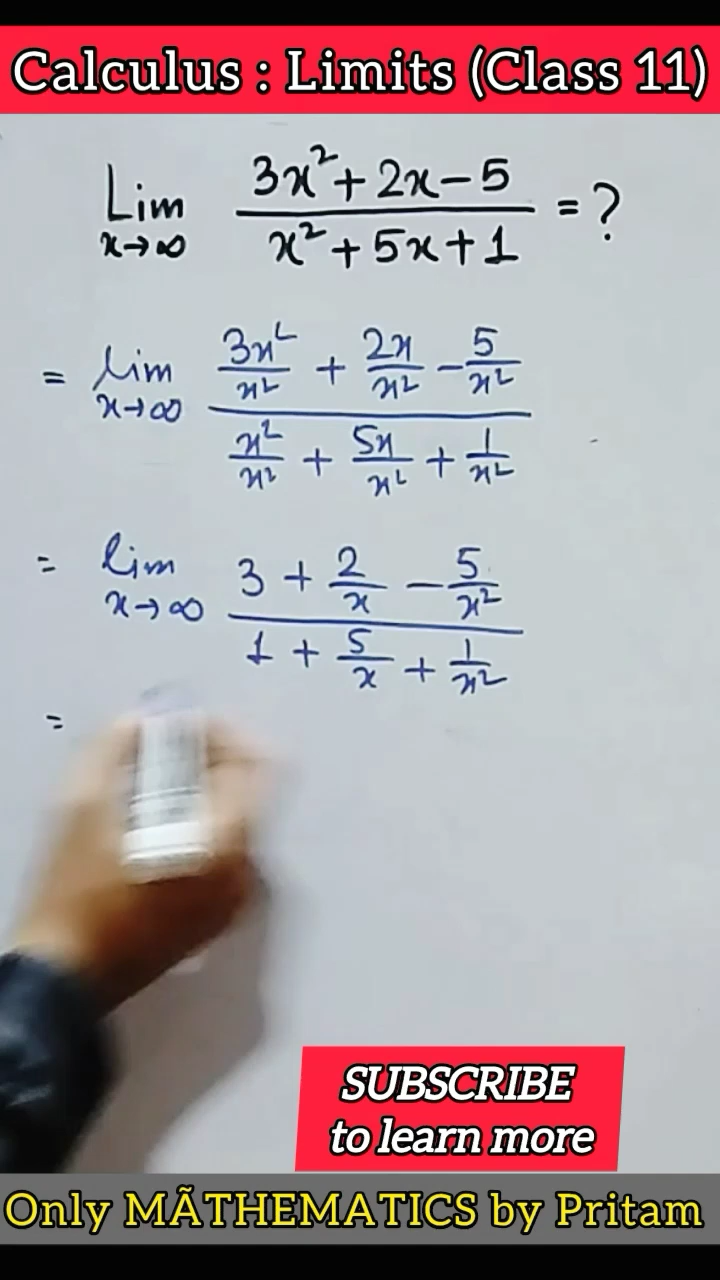 Calculus : Limits (Class 11)
Lim x→∞ (3x² + 2x − 5)/(x² + 5x + 1) = ?
= lim x→∞ (3x²/x² + 2x/x² − 5/x²)/(x²/x² + 5x/x² + 1/x²)
= lim x→∞ (3 + 2/x − 5/x²)/(1 + 5/x + 1/x²)
=
SUBSCRIBE
to learn more
Only MÃTHEMATICS by Pritam